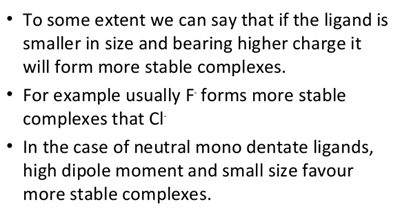 • To some extent we can say that if the ligand is
smaller in size and bearing higher charge it
will form more stable complexes.
• For example usually F- forms more stable
complexes that Cl-
• In the case of neutral mono dentate ligands,
high dipole moment and small size favour
more stable complexes.